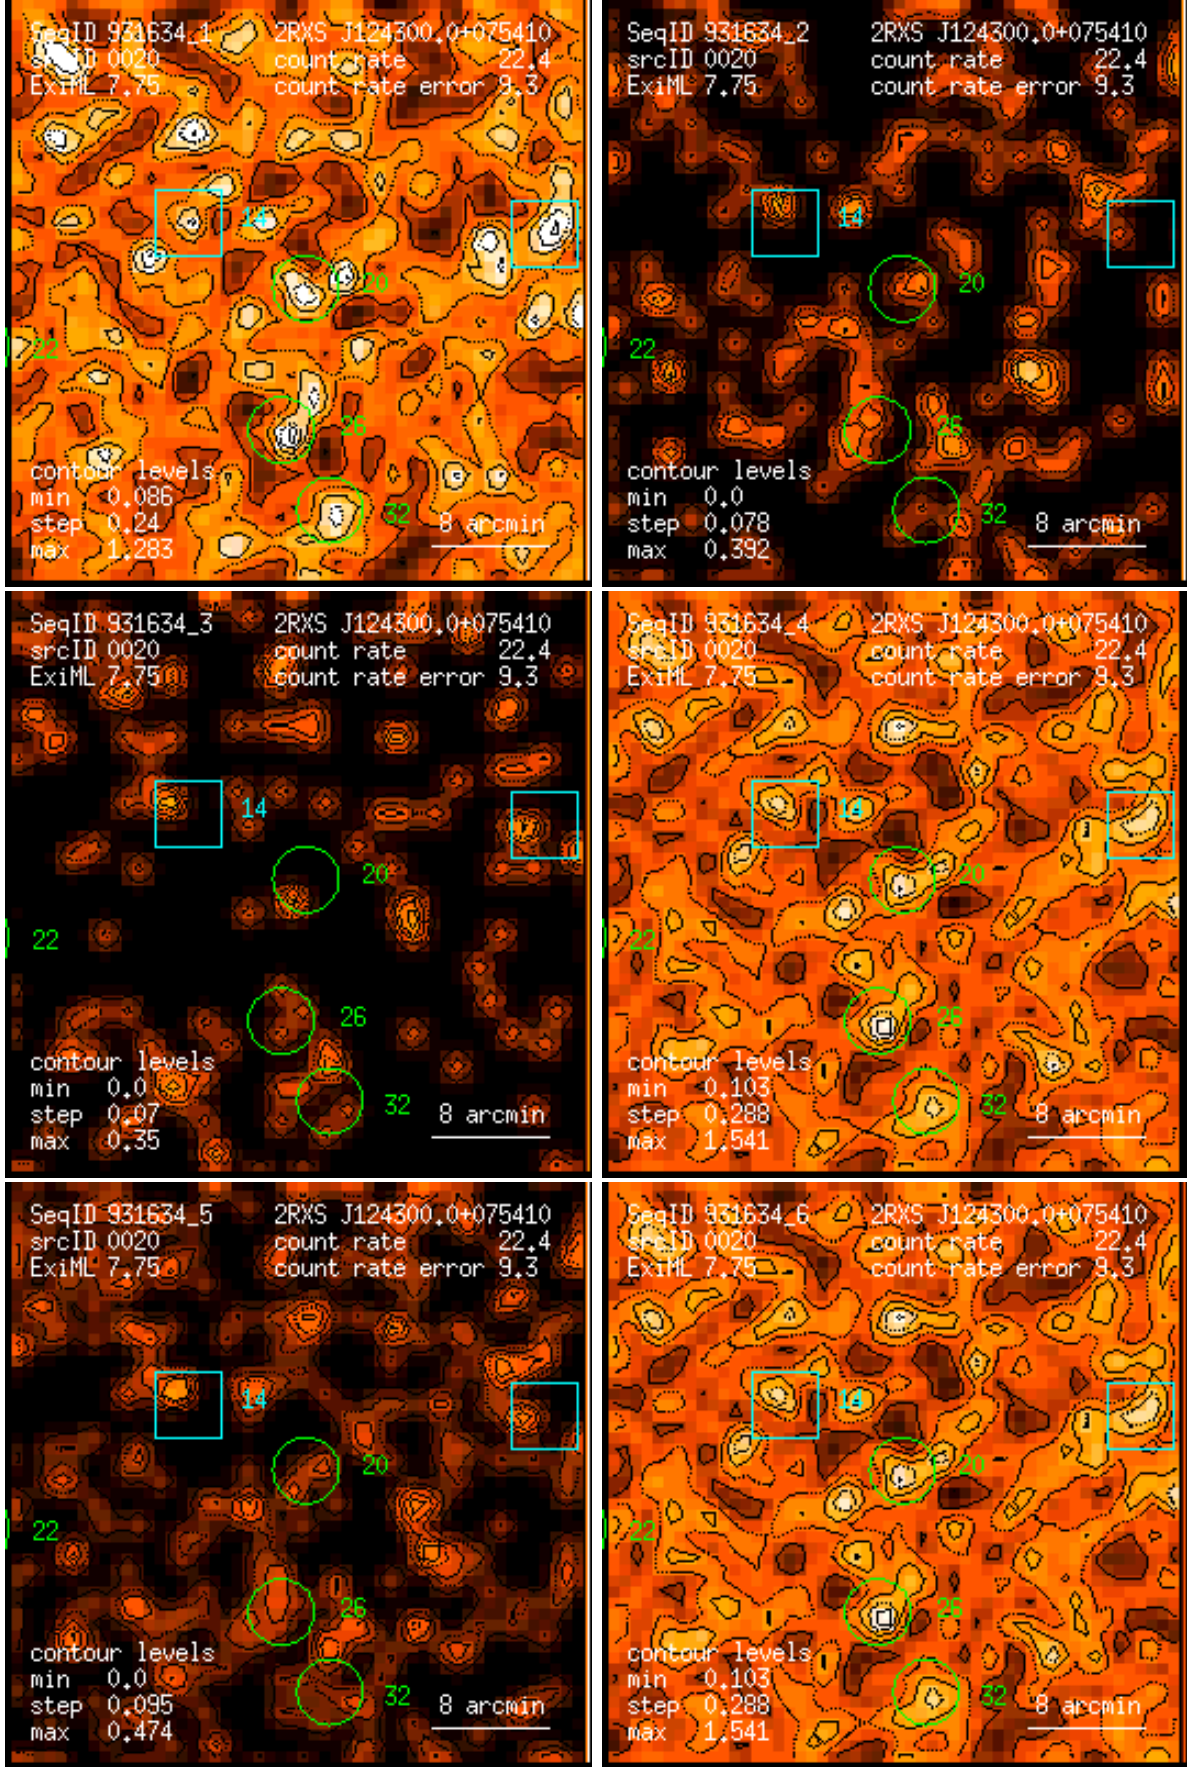 SeqID 931634_1 2RXS J124300.0+075410
srcID 0020 count rate 22.4
ExiML 7.75 count rate error 9.3
14
20
22
26
contour levels
min 0.086
step 0.24 32 8 arcmin
max 1.283
SeqID 931634_2 2RXS J124300.0+075410
srcID 0020 count rate 22.4
ExiML 7.75 count rate error 9.3
14
20
22
26
contour levels
min 0.0
step 0.078 32 8 arcmin
max 0.392
SeqID 931634_3 2RXS J124300.0+075410
srcID 0020 count rate 22.4
ExiML 7.75 count rate error 9.3
14
20
22
26
contour levels
min 0.0
step 0.07 32 8 arcmin
max 0.35
SeqID 931634_4 2RXS J124300.0+075410
srcID 0020 count rate 22.4
ExiML 7.75 count rate error 9.3
14
20
22
26
contour levels
min 0.103
step 0.288 32 8 arcmin
max 1.541
SeqID 931634_5 2RXS J124300.0+075410
srcID 0020 count rate 22.4
ExiML 7.75 count rate error 9.3
14
20
22
26
contour levels
min 0.0
step 0.095 32 8 arcmin
max 0.474
SeqID 931634_6 2RXS J124300.0+075410
srcID 0020 count rate 22.4
ExiML 7.75 count rate error 9.3
14
20
22
26
contour levels
min 0.103
step 0.288 32 8 arcmin
max 1.541